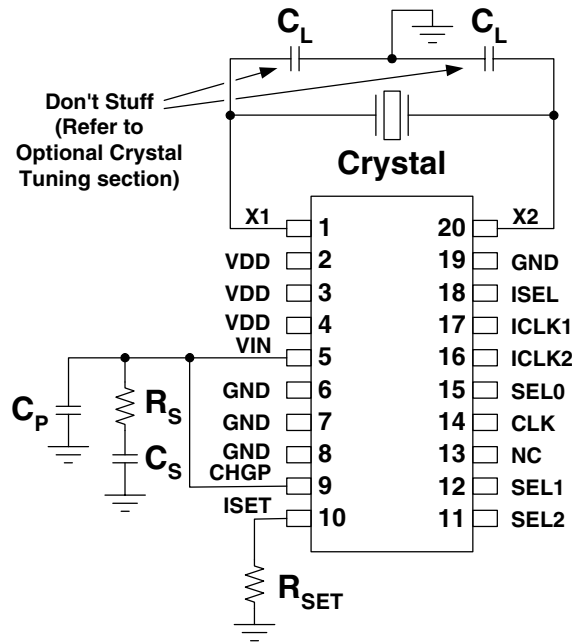 CL CL
Don't Stuff
(Refer to
Optional Crystal
Tuning section)
Crystal
X1 1 20 X2
VDD 2 19 GND
VDD 3 18 ISEL
VDD 4 17 ICLK1
VIN 5 16 ICLK2
GND 6 15 SEL0
GND 7 14 CLK
GND 8 13 NC
CHGP 9 12 SEL1
ISET 10 11 SEL2
CP RS
CS
RSET